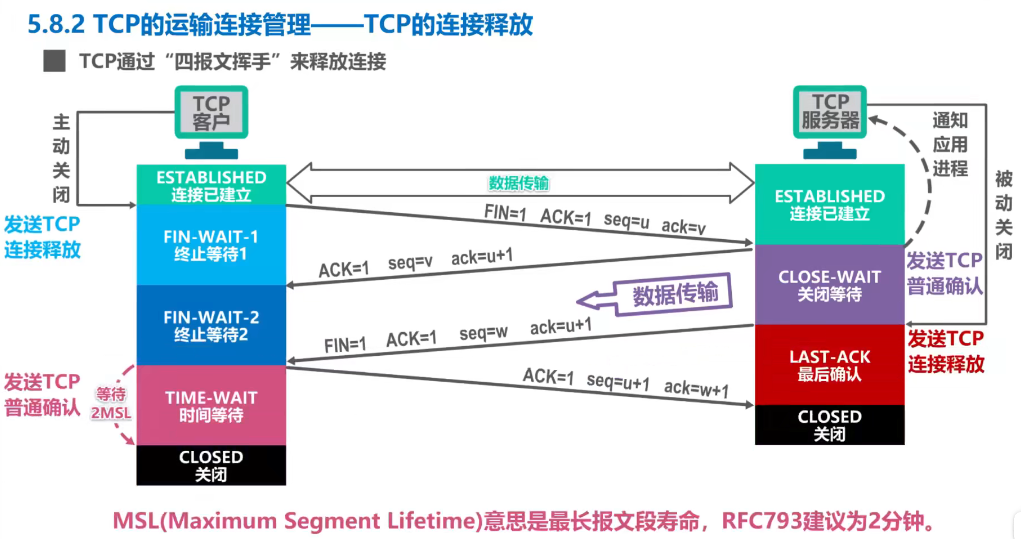 5.8.2 TCP的运输连接管理——TCP的连接释放
TCP通过“四报文挥手”来释放连接
主动关闭
TCP
客户
TCP
服务器
通知
应用
进程
被动关闭
ESTABLISHED
连接已建立
数据传输
ESTABLISHED
连接已建立
发送TCP
连接释放
FIN=1 ACK=1 seq=u ack=v
FIN-WAIT-1
终止等待1
ACK=1 seq=v ack=u+1
CLOSE-WAIT
关闭等待
发送TCP
普通确认
数据传输
FIN-WAIT-2
终止等待2
FIN=1 ACK=1 seq=w ack=u+1
发送TCP
连接释放
LAST-ACK
最后确认
发送TCP
普通确认
等待
2MSL
TIME-WAIT
时间等待
ACK=1 seq=u+1 ack=w+1
CLOSED
关闭
CLOSED
关闭
MSL(Maximum Segment Lifetime)意思是最长报文段寿命，RFC793建议为2分钟。